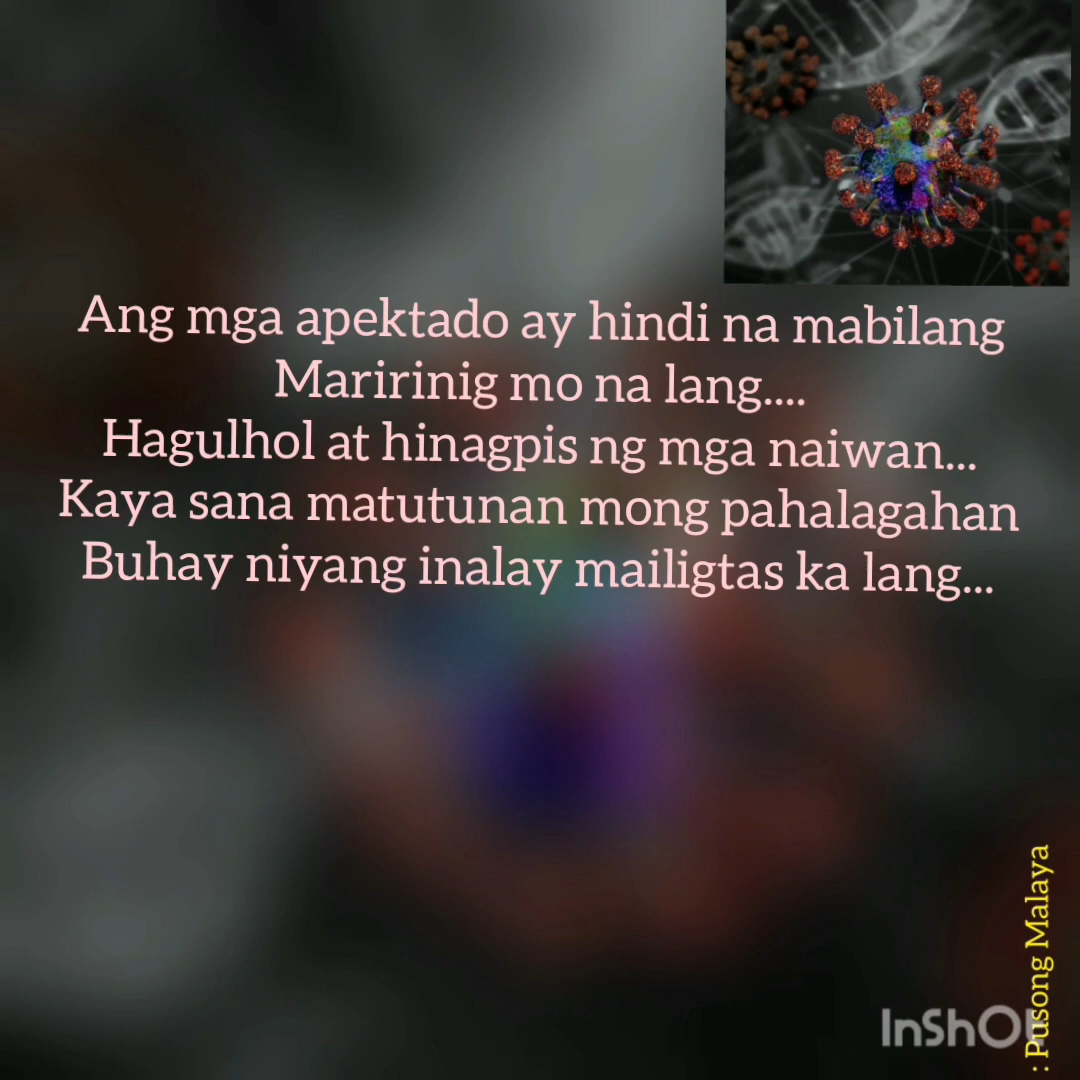 Ang mga apektado ay hindi na mabilang
Maririnig mo na lang....
Hagulhol at hinagpis ng mga naiwan...
Kaya sana matutunan mong pahalagahan
Buhay niyang inalay mailigtas ka lang...
: Pusong Malaya
InShOt